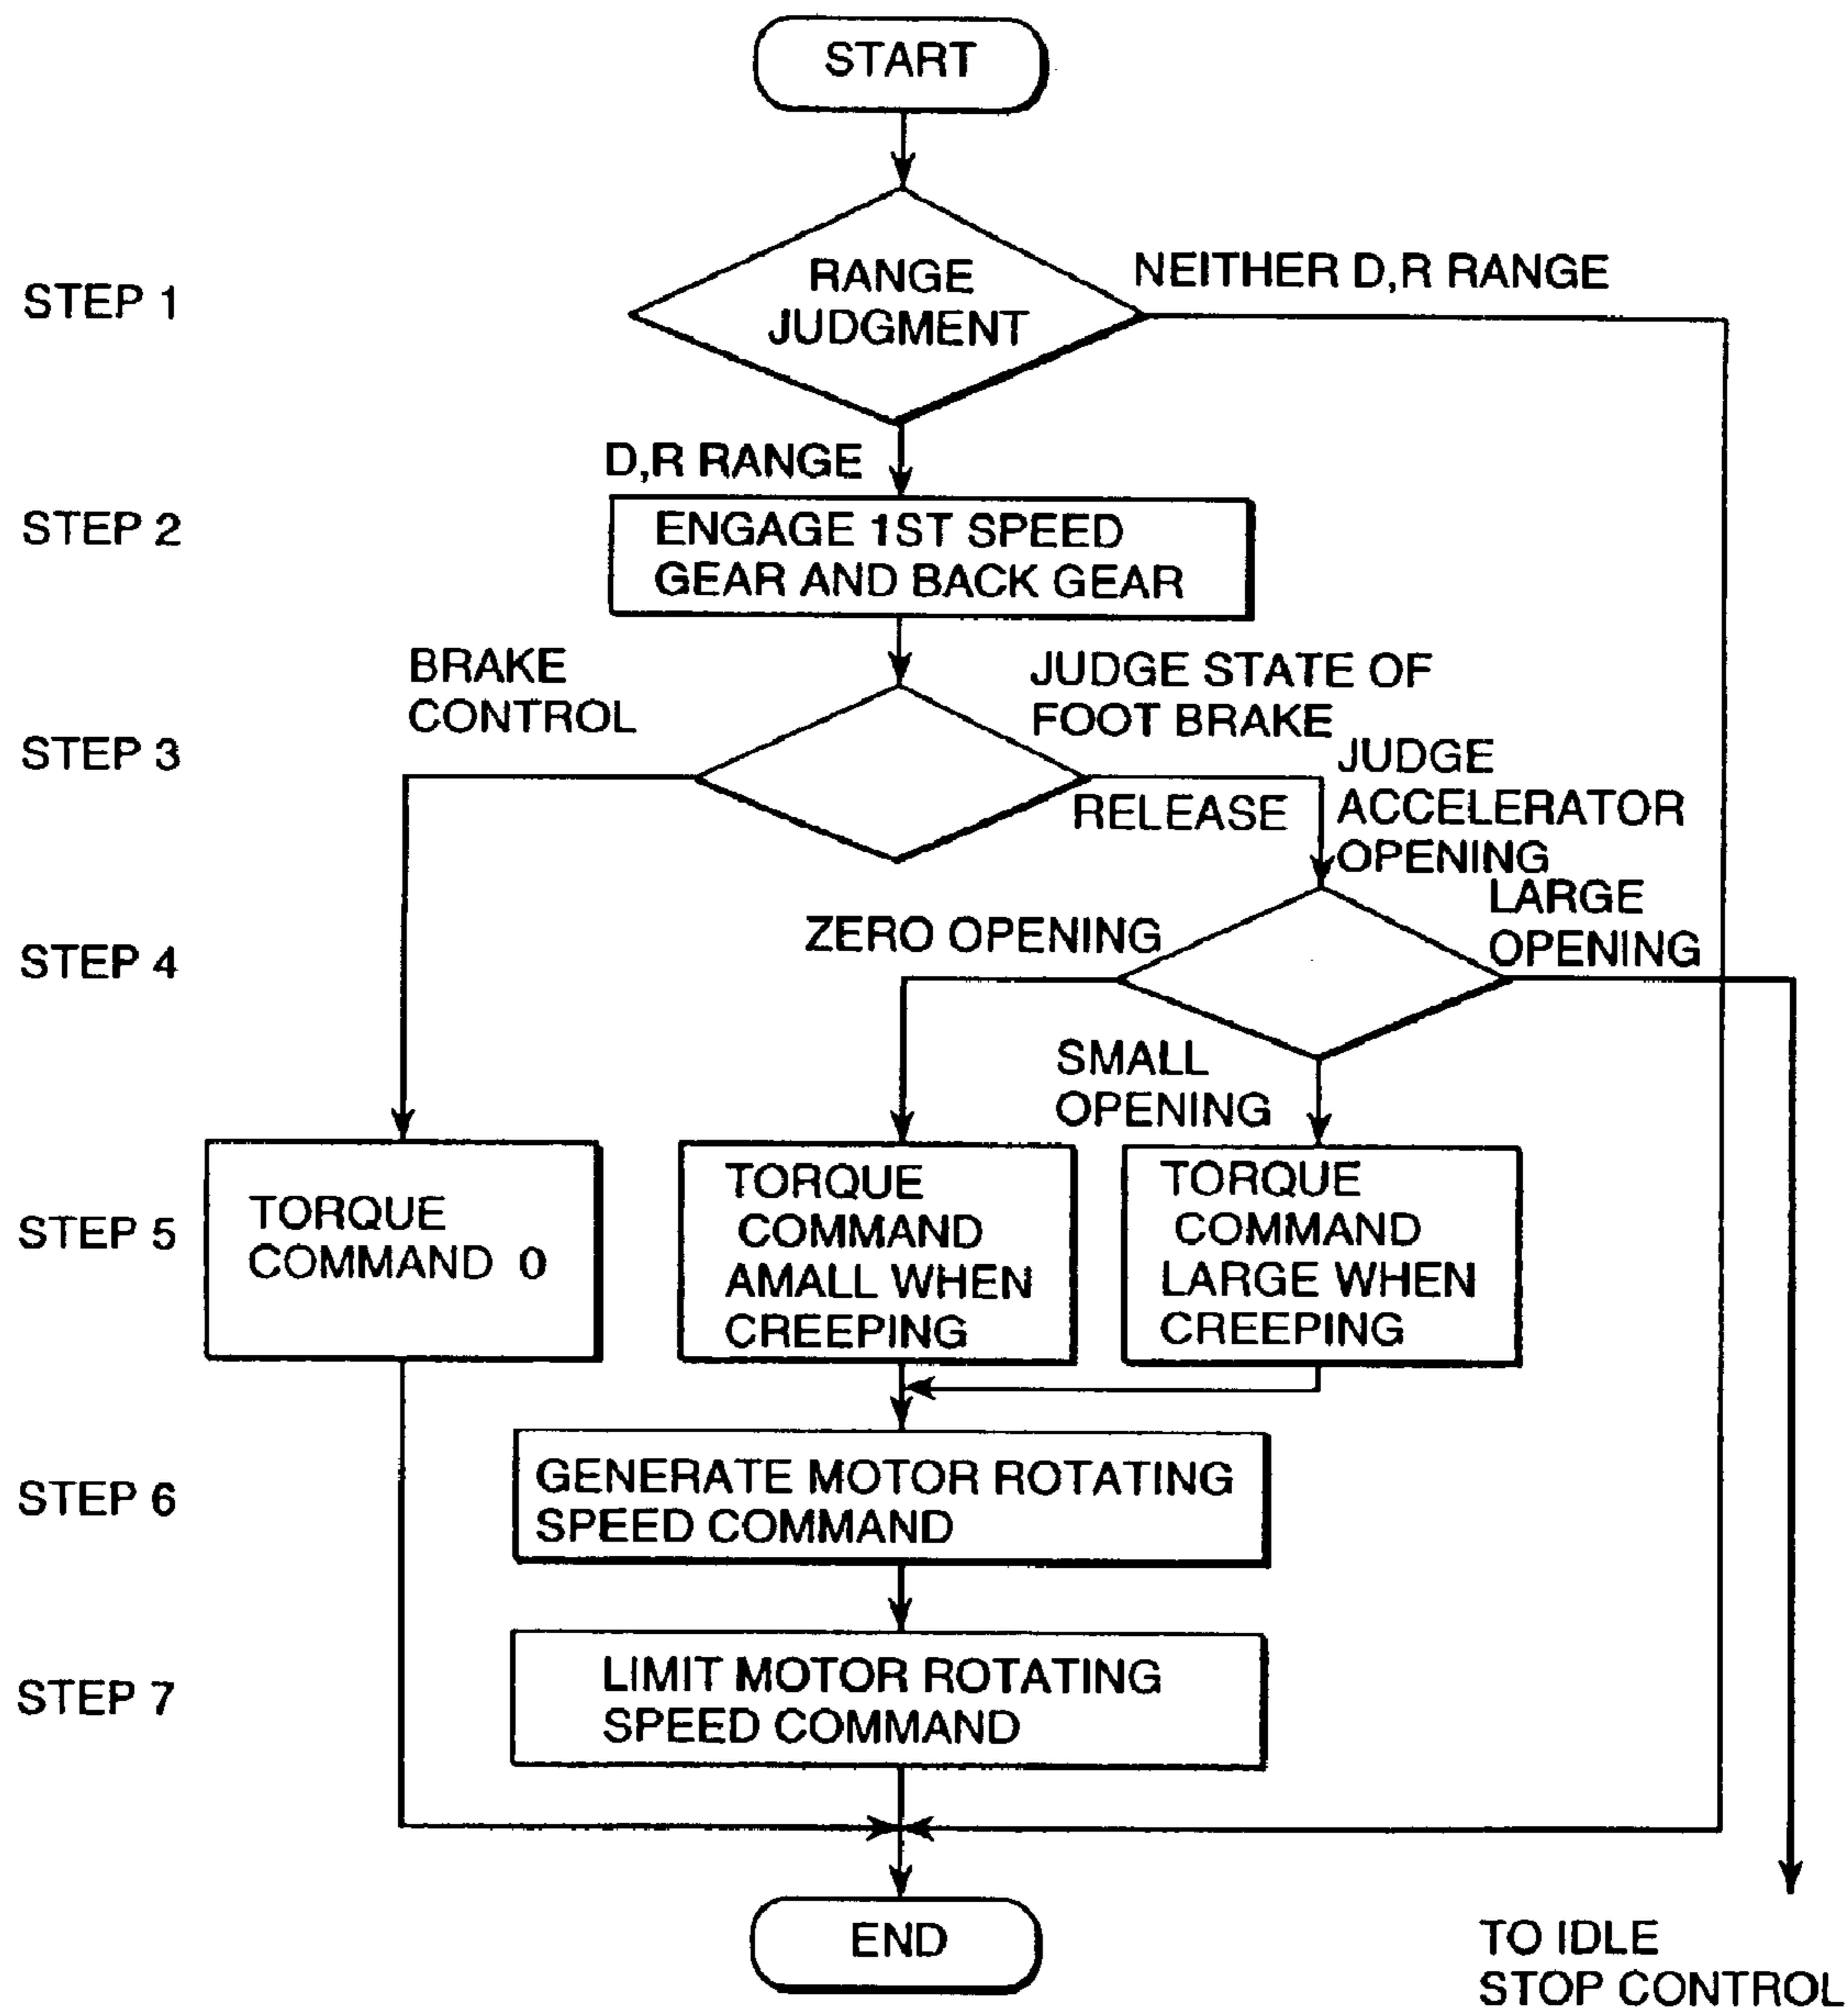 START
STEP 1
RANGE
JUDGMENT
NEITHER D,R RANGE
D,R RANGE
STEP 2
ENGAGE 1ST SPEED
GEAR AND BACK GEAR
STEP 3
BRAKE
CONTROL
JUDGE STATE OF
FOOT BRAKE
RELEASE
JUDGE
ACCELERATOR
OPENING
STEP 4
ZERO OPENING
LARGE
OPENING
SMALL
OPENING
STEP 5
TORQUE
COMMAND 0
TORQUE
COMMAND
AMALL WHEN
CREEPING
TORQUE
COMMAND
LARGE WHEN
CREEPING
STEP 6
GENERATE MOTOR ROTATING
SPEED COMMAND
STEP 7
LIMIT MOTOR ROTATING
SPEED COMMAND
END
TO IDLE
STOP CONTROL